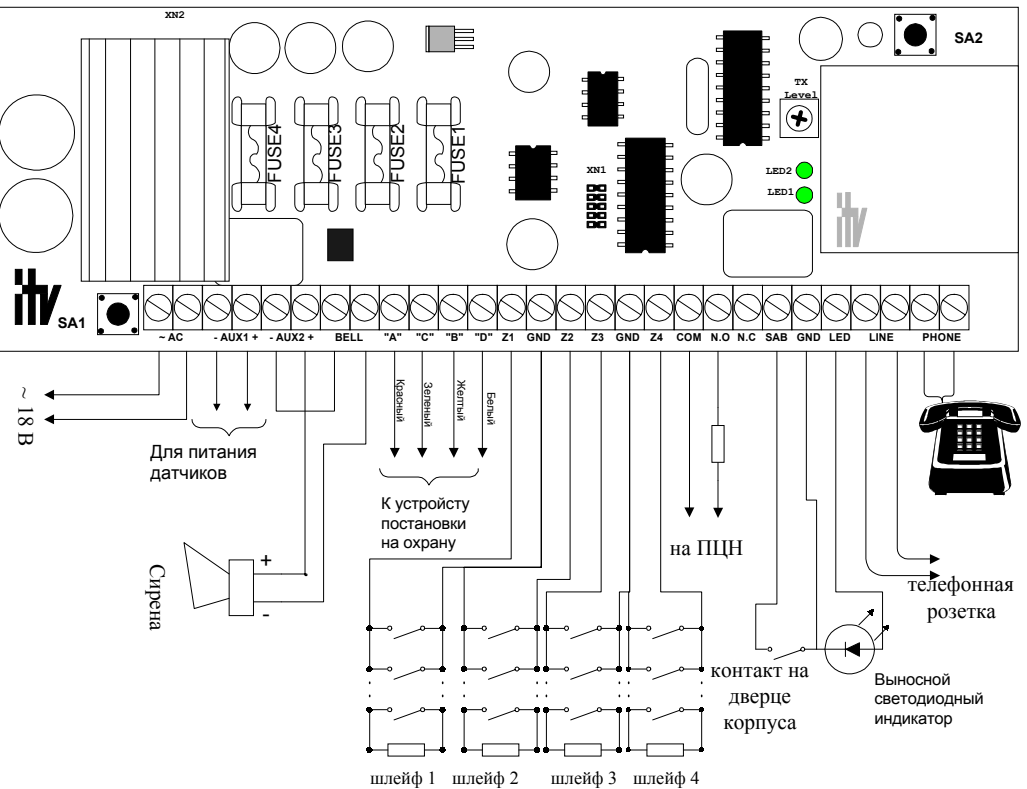 XN2
SA2
TX
Level
FUSE4
FUSE3
FUSE2
FUSE1
XN1
LED2
LED1
itv
itv
SA1
~ AC
- AUX1 +
- AUX2 +
BELL
"A"
"C"
"B"
"D"
Z1
GND
Z2
Z3
GND
Z4
COM
N.O
N.C
SAB
GND
LED
LINE
PHONE
~ 18 В
Красный
Зеленый
Желтый
Белый
Для питания
датчиков
К устройсту
постановки
на охрану
на ПЦН
+
-
Сирена
телефонная
розетка
контакт на
дверце
корпуса
Выносной
светодиодный
индикатор
шлейф 1
шлейф 2
шлейф 3
шлейф 4